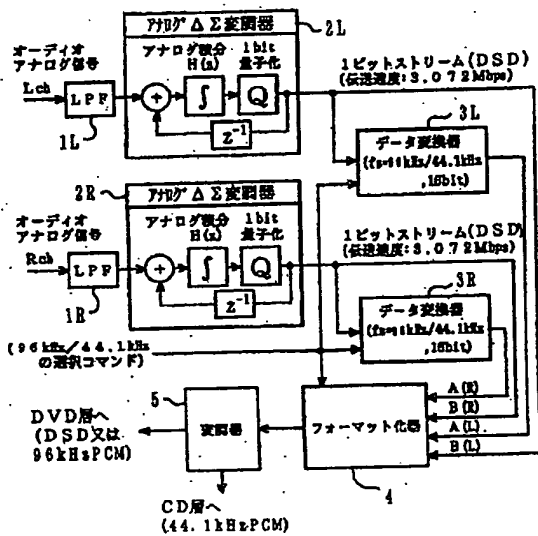 アナログΔΣ変調器
2L
オーディオ
アナログ信号
アナログ積分
H(z)
1bit
量子化
1ビットストリーム(DSD)
(伝送速度:3.072Mbps)
Lch
LPF
+
∫
Q
1L
Z⁻¹
3L
データ変換器
(fs=96kHz/44.1kHz
,16bit)
2R
アナログΔΣ変調器
オーディオ
アナログ信号
アナログ積分
H(z)
1bit
量子化
1ビットストリーム(DSD)
(伝送速度:3.072Mbps)
Rch
LPF
+
∫
Q
1R
Z⁻¹
3R
データ変換器
(fs=96kHz/44.1kHz
,16bit)
(96kHz/44.1kHz
の選択コマンド)
A(R)
B(R)
A(L)
B(L)
5
DVD層へ
(DSD又は
96kHzPCM)
変調器
フォーマット化器
4
CD層へ
(44.1kHzPCM)